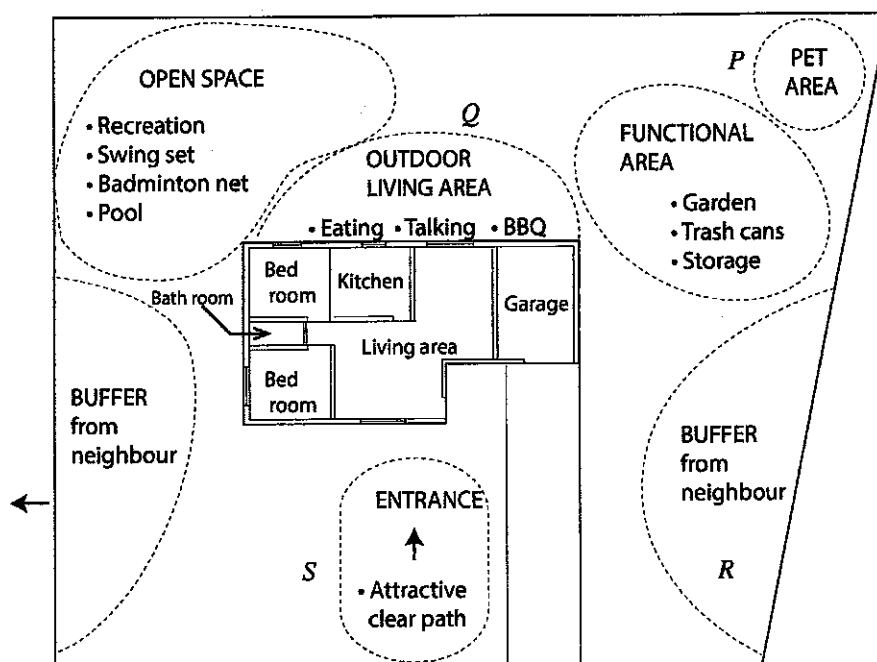 OPEN SPACE
• Recreation
• Swing set
• Badminton net
• Pool
Q
OUTDOOR
LIVING AREA
• Eating • Talking • BBQ
P
PET
AREA
FUNCTIONAL
AREA
• Garden
• Trash cans
• Storage
Bed
room
Kitchen
Garage
Bath room
Living area
Bed
room
BUFFER
from
neighbour
BUFFER
from
neighbour
ENTRANCE
S
• Attractive
clear path
R